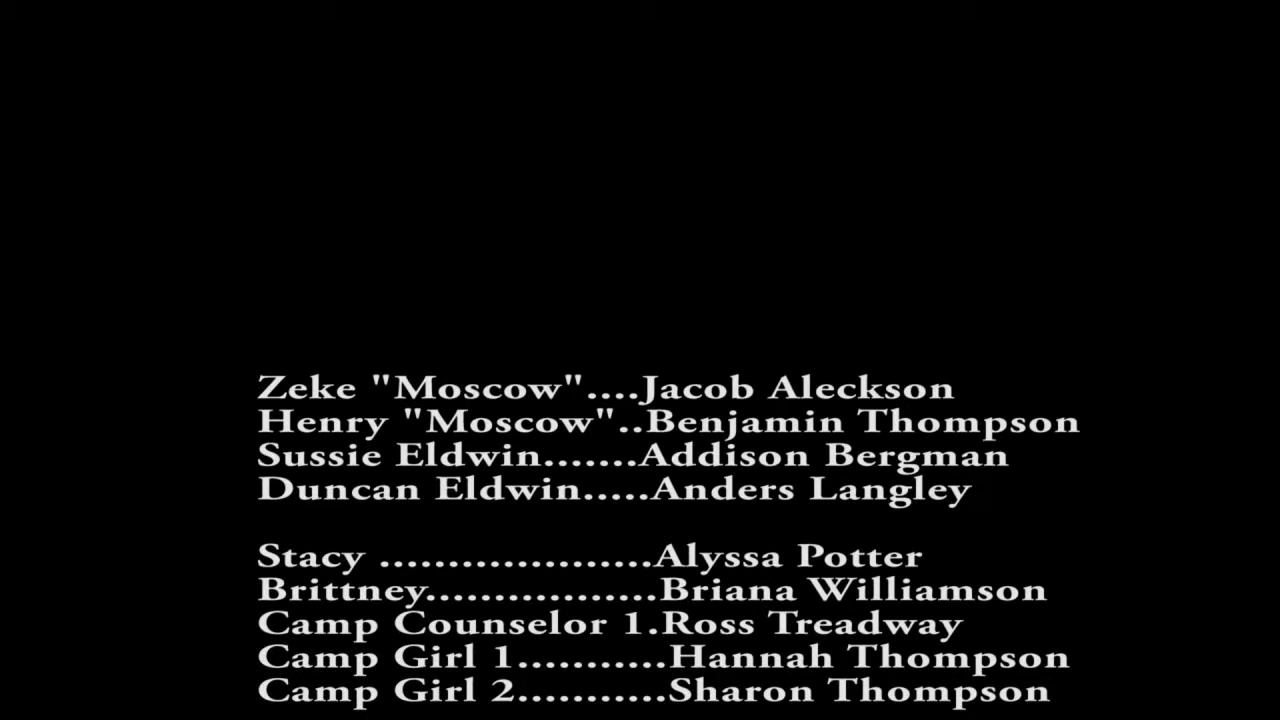 Zeke "Moscow"....Jacob Aleckson
Henry "Moscow"..Benjamin Thompson
Sussie Eldwin.......Addison Bergman
Duncan Eldwin.....Anders Langley
Stacy ....................Alyssa Potter
Brittney.................Briana Williamson
Camp Counselor 1.Ross Treadway
Camp Girl 1...........Hannah Thompson
Camp Girl 2...........Sharon Thompson